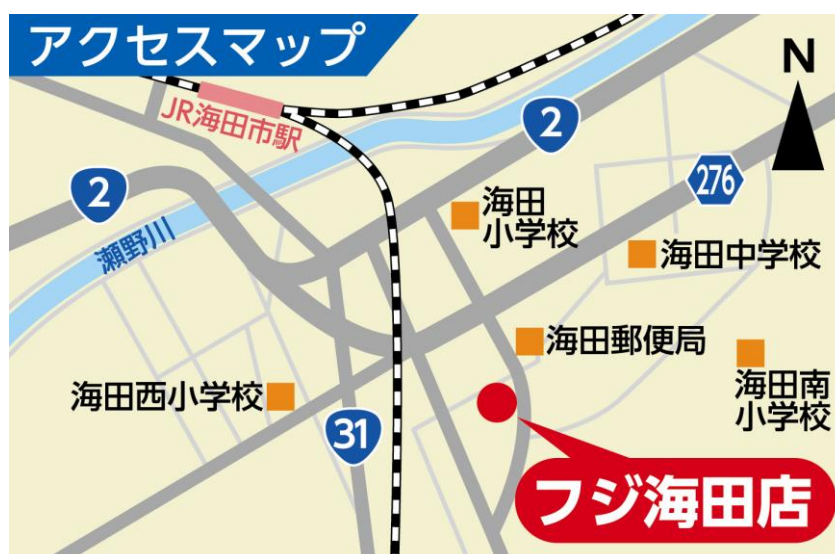 アクセスマップ
N
JR海田市駅
2
2
276
瀬野川
海田
小学校
海田中学校
海田郵便局
海田南
小学校
海田西小学校
31
フジ海田店